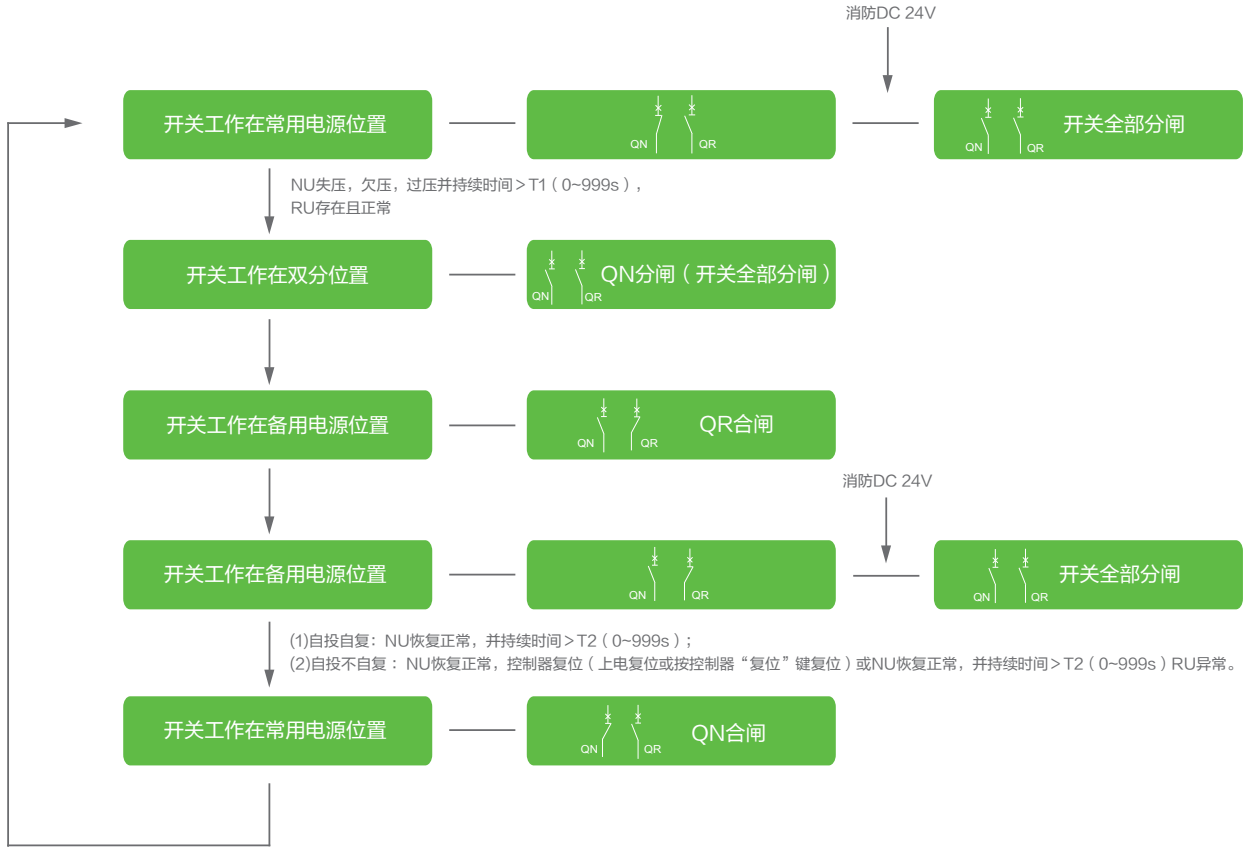 消防DC 24V
开关工作在常用电源位置
QN
QR
QN
QR
开关全部分闸
NU失压，欠压，过压并持续时间>T1（0~999s），
RU存在且正常
开关工作在双分位置
QN
QR
QN分闸（开关全部分闸）
开关工作在备用电源位置
QN
QR
QR合闸
消防DC 24V
开关工作在备用电源位置
QN
QR
QN
QR
开关全部分闸
(1)自投自复：NU恢复正常，并持续时间>T2（0~999s）；
(2)自投不自复 ：NU恢复正常，控制器复位（上电复位或按控制器“复位”键复位）或NU恢复正常，并持续时间>T2（0~999s）RU异常。
开关工作在常用电源位置
QN
QR
QN合闸